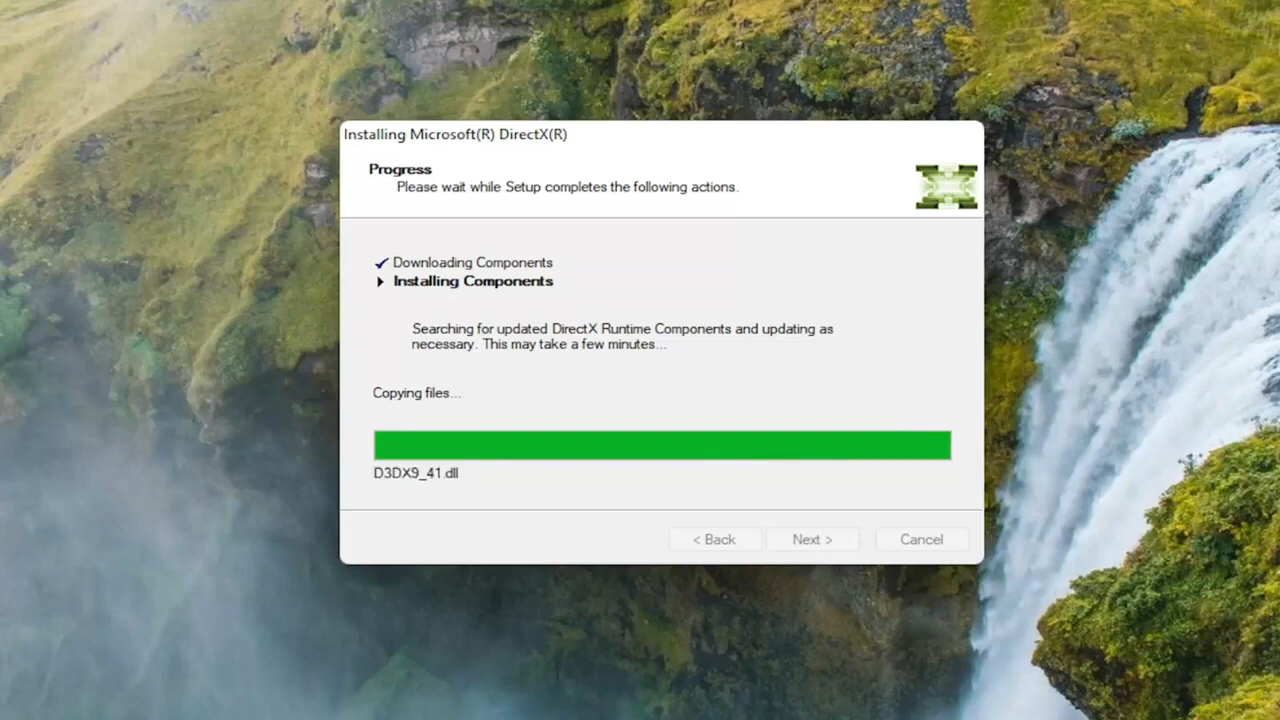 Installing Microsoft(R) DirectX(R)
Progress
Please wait while Setup completes the following actions.
Downloading Components
Installing Components
Searching for updated DirectX Runtime Components and updating as
necessary. This may take a few minutes...
Copying files...
D3DX9_41.dll
< Back
Next >
Cancel